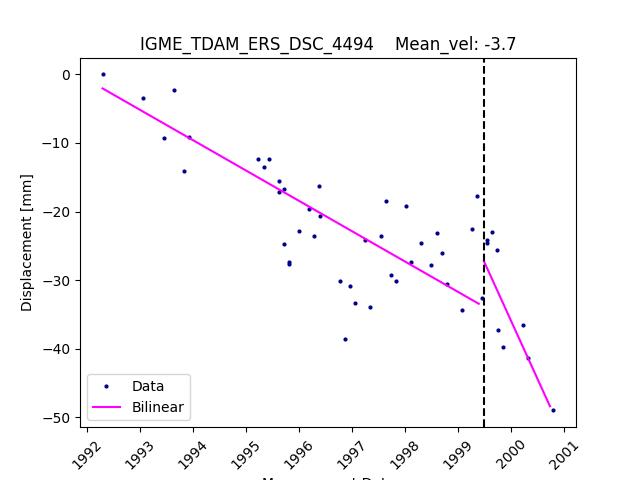 IGME_TDAM_ERS_DSC_4494    Mean_vel: -3.7
Displacement [mm]
0
−10
−20
−30
−40
−50
Data
Bilinear
1992 1993 1994 1995 1996 1997 1998 1999 2000 2001